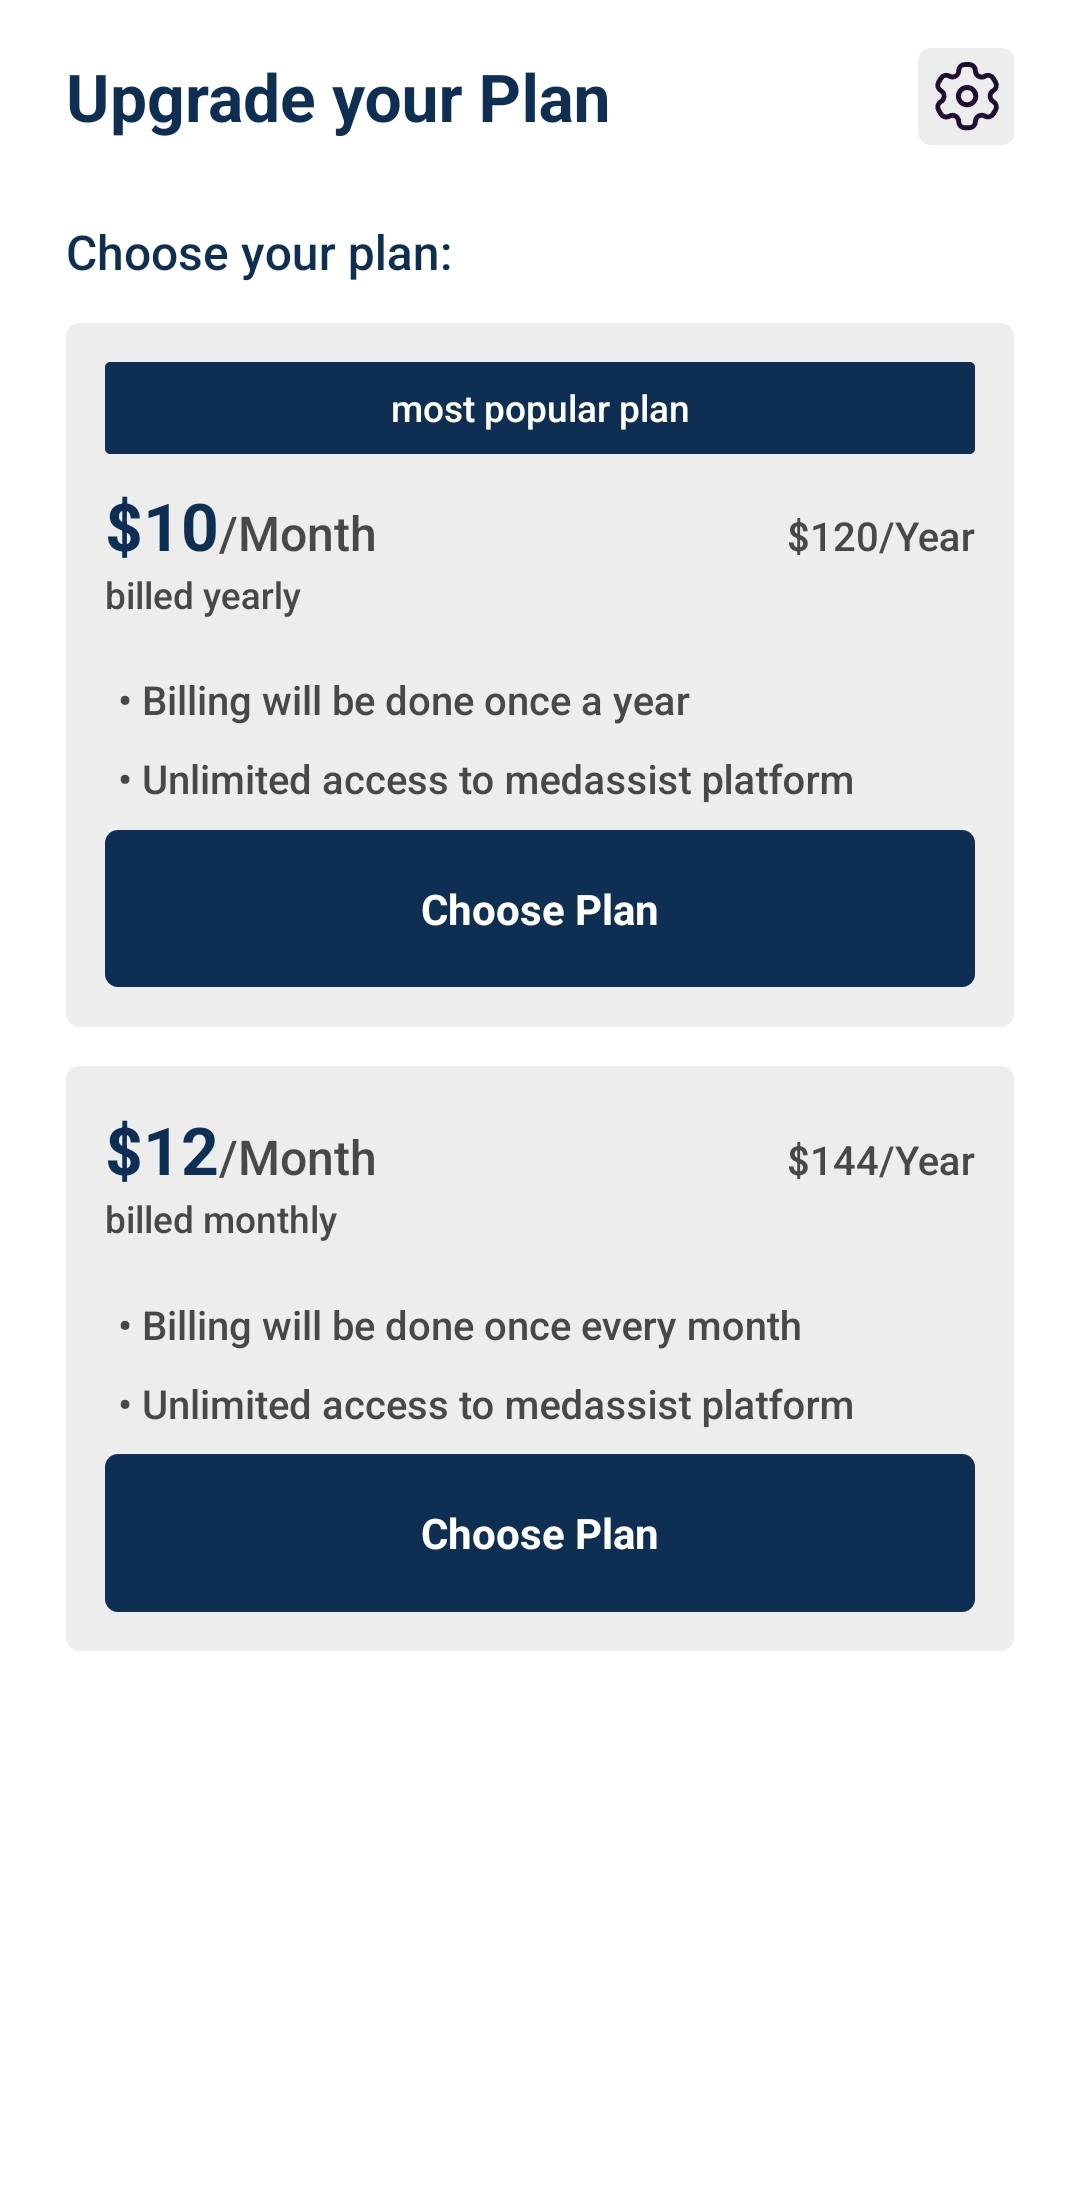 Upgrade your Plan
Choose your plan:
most popular plan
$10/Month
$120/Year
billed yearly
• Billing will be done once a year
• Unlimited access to medassist platform
Choose Plan
$12/Month
$144/Year
billed monthly
• Billing will be done once every month
• Unlimited access to medassist platform
Choose Plan